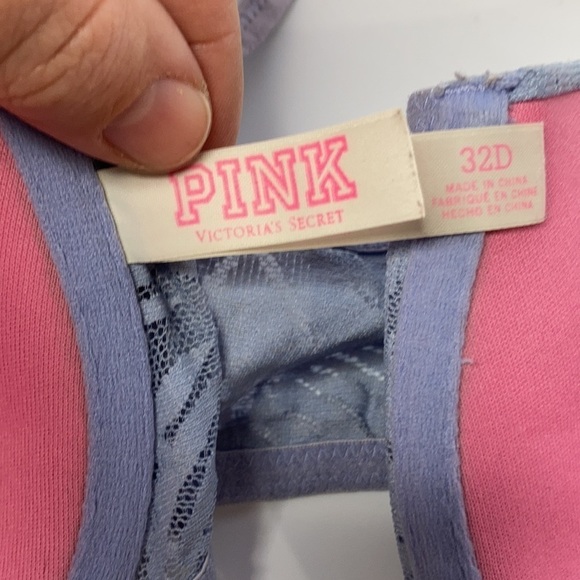 PINK
VICTORIA'S SECRET
32D
MADE IN CHINA
FABRIQUÉ EN CHINE
HECHO EN CHINA